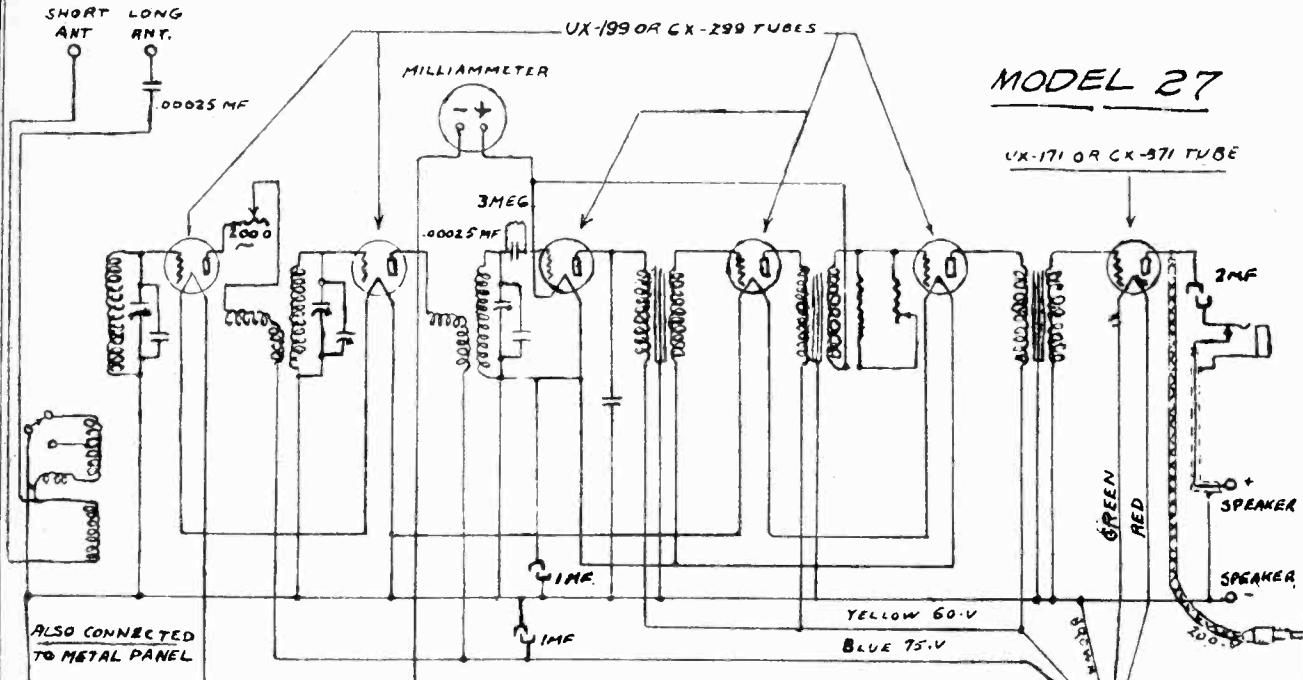 SHORT LONG
ANT ANT.
.00025 MF
UX-199 OR CX-299 TUBES
MILLIAMMETER
- +
MODEL 27
UX-171 OR CX-371 TUBE
2000
3 MEG
.00025 MF
2 MF
GREEN
RED
+
SPEAKER
SPEAKER
-
1 MF.
1 MF
YELLOW 60.V
BLUE 75.V
BROWN
200.
ALSO CONNECTED
TO METAL PANEL